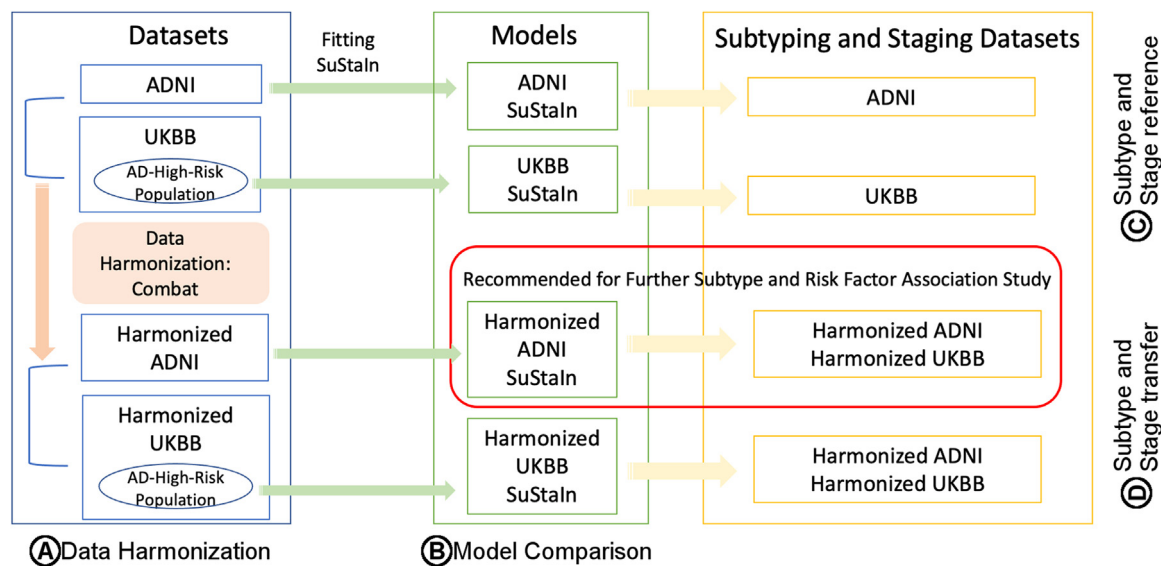 Datasets
Fitting
SuStaIn
Models
Subtyping and Staging Datasets
ADNI
ADNI
SuStaIn
ADNI
UKBB
AD-High-Risk
Population
UKBB
SuStaIn
UKBB
Data
Harmonization:
Combat
Recommended for Further Subtype and Risk Factor Association Study
Harmonized
ADNI
Harmonized
ADNI
SuStaIn
Harmonized ADNI
Harmonized UKBB
Harmonized
UKBB
AD-High-Risk
Population
Harmonized
UKBB
SuStaIn
Harmonized ADNI
Harmonized UKBB
C Subtype and
Stage reference
D Subtype and
Stage transfer
A Data Harmonization
B Model Comparison